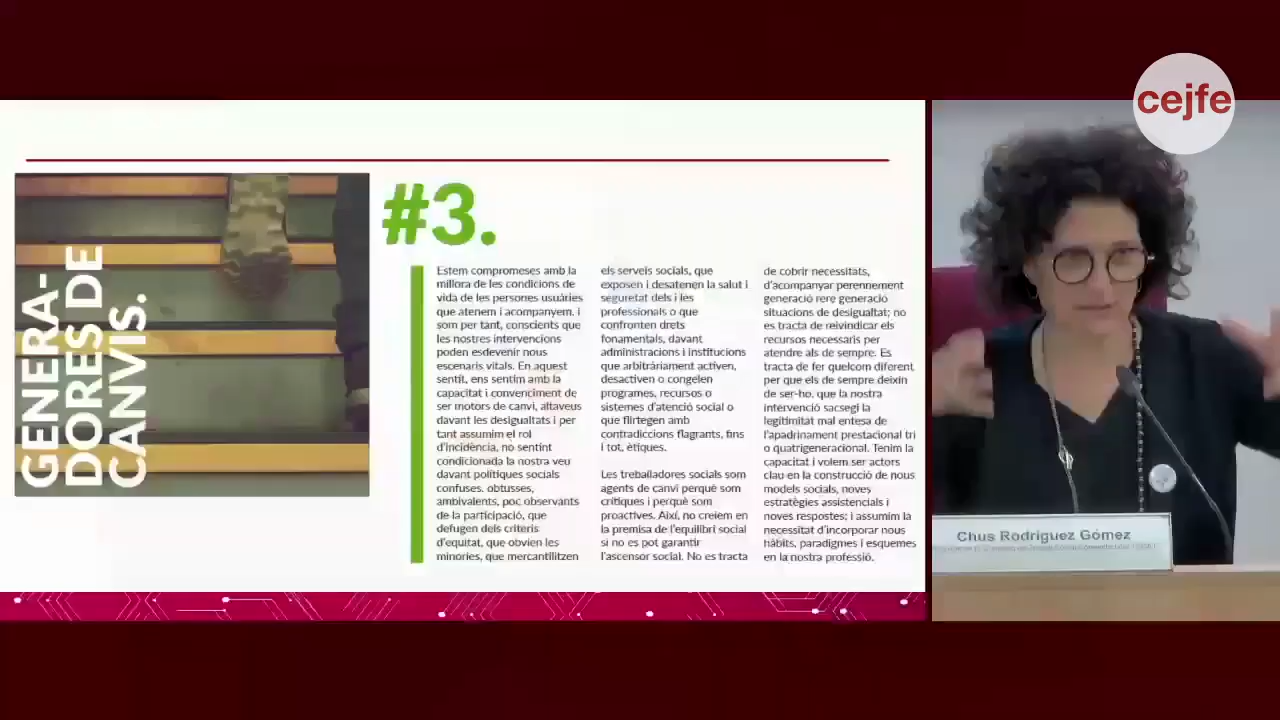 cejfe
GENERA-
DORES DE
CANVIS.
#3.
Estem compromeses amb la
millora de les condicions de
vida de les persones usuàries
que atenem i acompanyem, i
som per tant, conscients que
les nostres intervencions
poden esdevenir nous
escenaris vitals. En aquest
sentit, ens sentim amb la
capacitat i convenciment de
ser motors de canvi, altaveus
davant les desigualtats i per
tant assumim el rol
d'incidència, no sentint
condicionada la nostra veu
davant polítiques socials
confuses, obtusses,
ambivalents, poc observants
de la participació, que
defugen dels criteris
d'equitat, que obvien les
minories, que mercantilitzen
els serveis socials, que
exposen i desatenen la salut i
seguretat dels i les
professionals o que
confronten drets
fonamentals, davant
administracions i institucions
que arbitràriament activen,
desactiven o congelen
programes, recursos o
sistemes d'atenció social o
que flirtegen amb
contradiccions flagrants, fins
i tot, ètiques.
Les treballadores socials som
agents de canvi perquè som
crítiques i perquè som
proactives. Així, no creiem en
la premisa de l'equilibri social
si no es pot garantir
l'ascensor social. No es tracta
de cobrir necessitats,
d'acompanyar perennement
generació rere generació
situacions de desigualtat; no
es tracta de reivindicar els
recursos necessaris per
atendre als de sempre. Es
tracta de fer quelcom diferent
per que els de sempre deixin
de ser-ho, que la nostra
intervenció sacsegi la
legitimitat mal entesa de
l'apadrinament prestacional tri
o quatrigeneracional. Tenim la
capacitat i volem ser actors
clau en la construcció de nous
models socials, noves
estratègies assistencials i
noves respostes; i assumim la
necessitat d'incorporar nous
hàbits, paradigmes i esquemes
en la nostra professió.
Chus Rodríguez Gómez